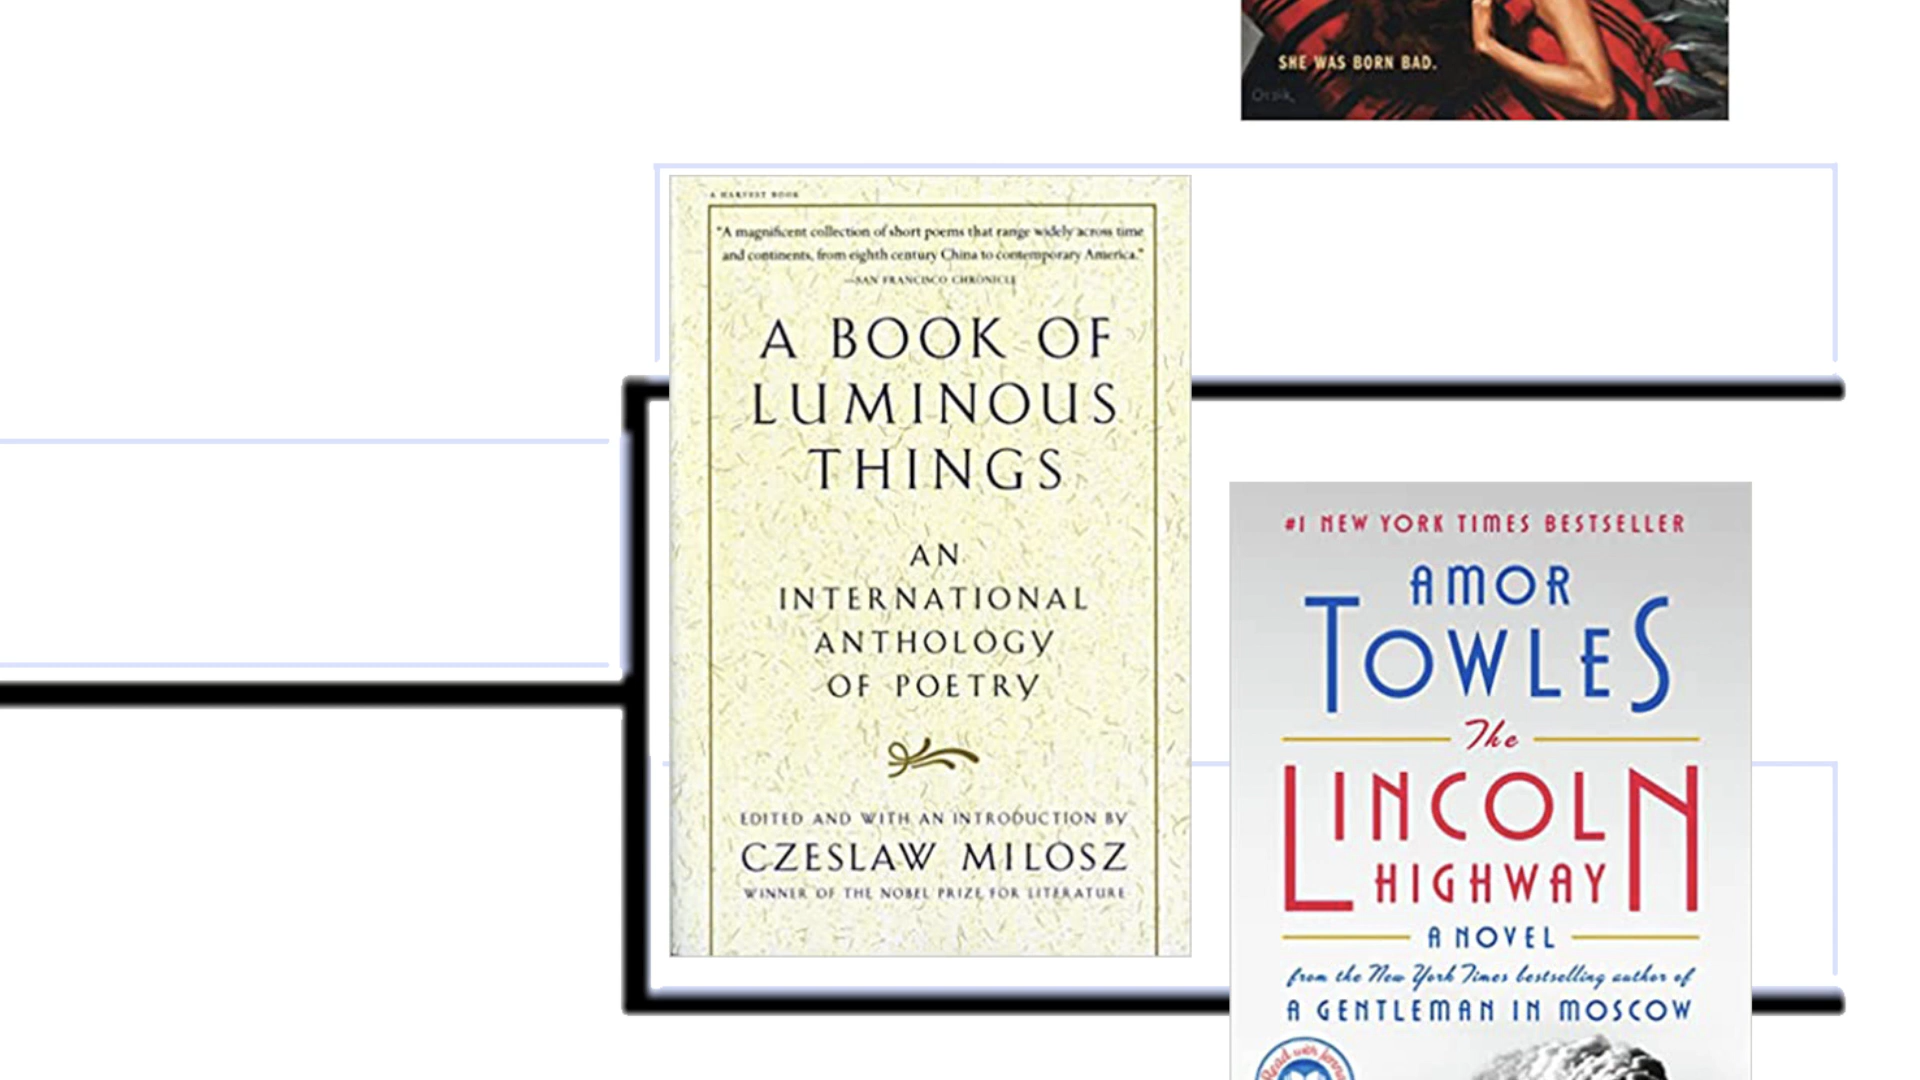 SHE WAS BORN BAD.
A HARVEST BOOK
"A magnificent collection of short poems that range widely across time
and continents, from eighth century China to contemporary America."
—SAN FRANCISCO CHRONICLE
A BOOK OF
LUMINOUS
THINGS
AN
INTERNATIONAL
ANTHOLOGY
OF POETRY
EDITED AND WITH AN INTRODUCTION BY
CZESLAW MILOSZ
WINNER OF THE NOBEL PRIZE FOR LITERATURE
#1 NEW YORK TIMES BESTSELLER
AMOR
TOWLES
The
LINCOLN
HIGHWAY
A NOVEL
from the New York Times bestselling author of
A GENTLEMAN IN MOSCOW
Read with Jenna